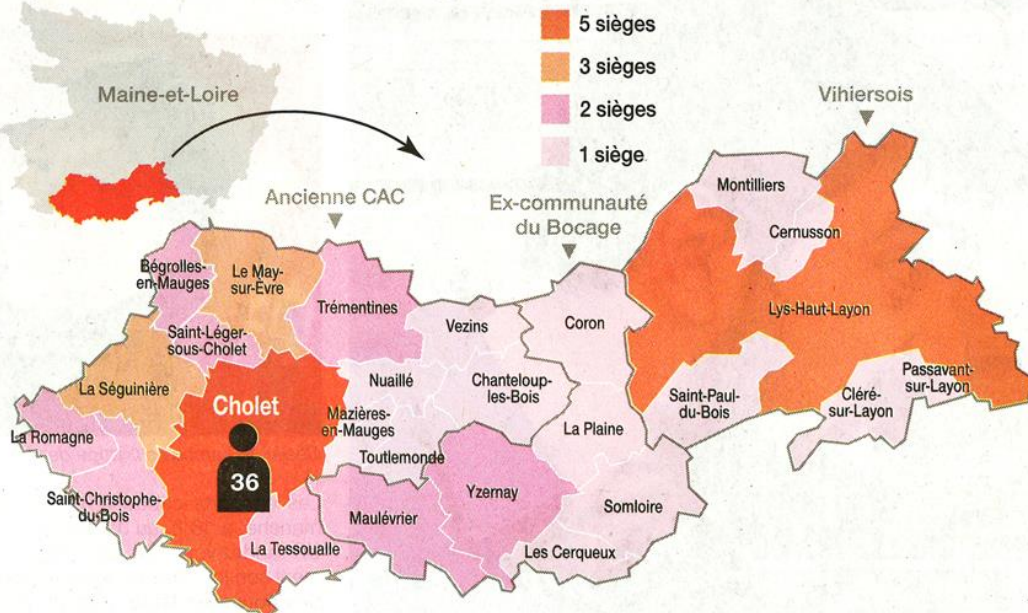 5 sièges
3 sièges
2 sièges
1 siège
Maine-et-Loire
Vihiersois
Ancienne CAC
Ex-communauté
du Bocage
Montilliers
Cernusson
Bégrolles-
en-Mauges
Le May-
sur-Èvre
Trémentines
Saint-Léger-
sous-Cholet
Vezins
Coron
Lys-Haut-Layon
La Séguinière
Nuaillé
Chanteloup-
les-Bois
Saint-Paul-
du-Bois
Passavant-
sur-Layon
Cléré-
sur-Layon
Cholet
36
Mazières-
en-Mauges
La Plaine
La Romagne
Toutlemonde
Saint-Christophe-
du-Bois
Maulévrier
Yzernay
Somloire
La Tessoualle
Les Cerqueux